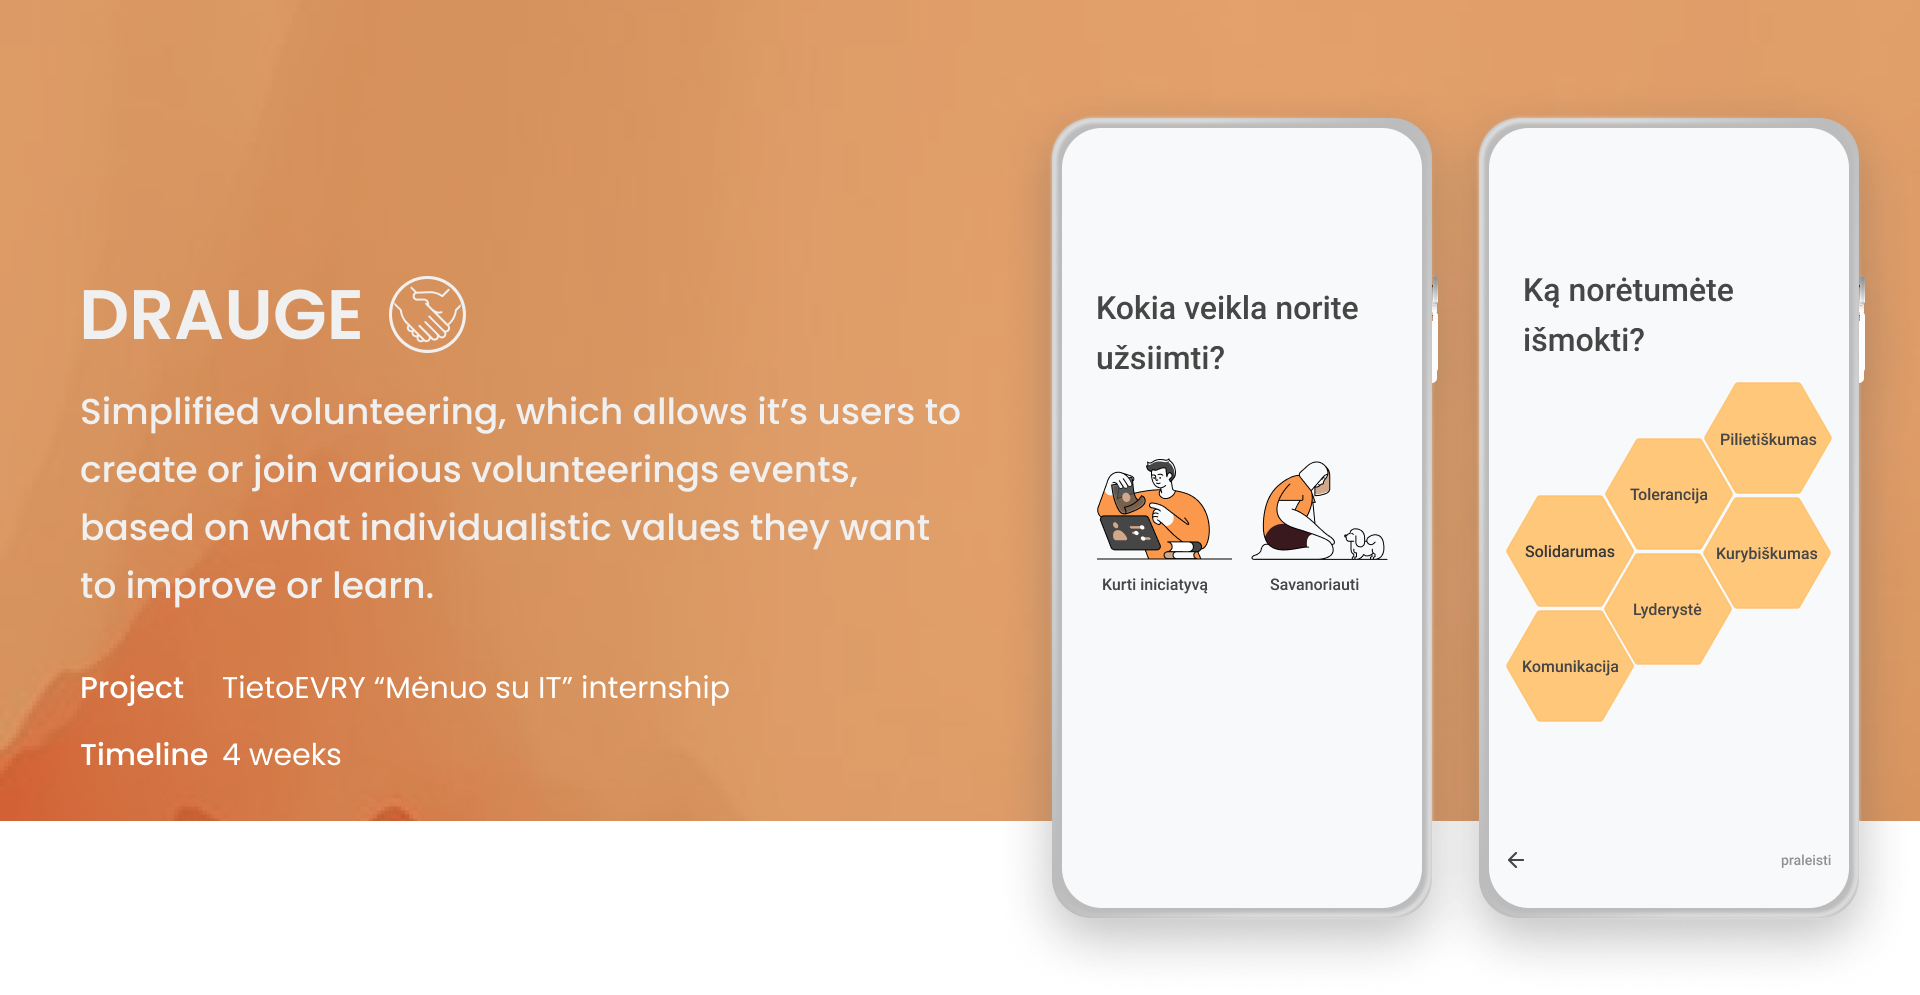 DRAUGE
Simplified volunteering, which allows it’s users to
create or join various volunteerings events,
based on what individualistic values they want
to improve or learn.
Project TietoEVRY “Mėnuo su IT” internship
Timeline 4 weeks
Kokia veikla norite
užsiimti?
Kurti iniciatyvą
Savanoriauti
Ką norėtumėte
išmokti?
Pilietiškumas
Tolerancija
Solidarumas
Kurybiškumas
Lyderystė
Komunikacija
praleisti